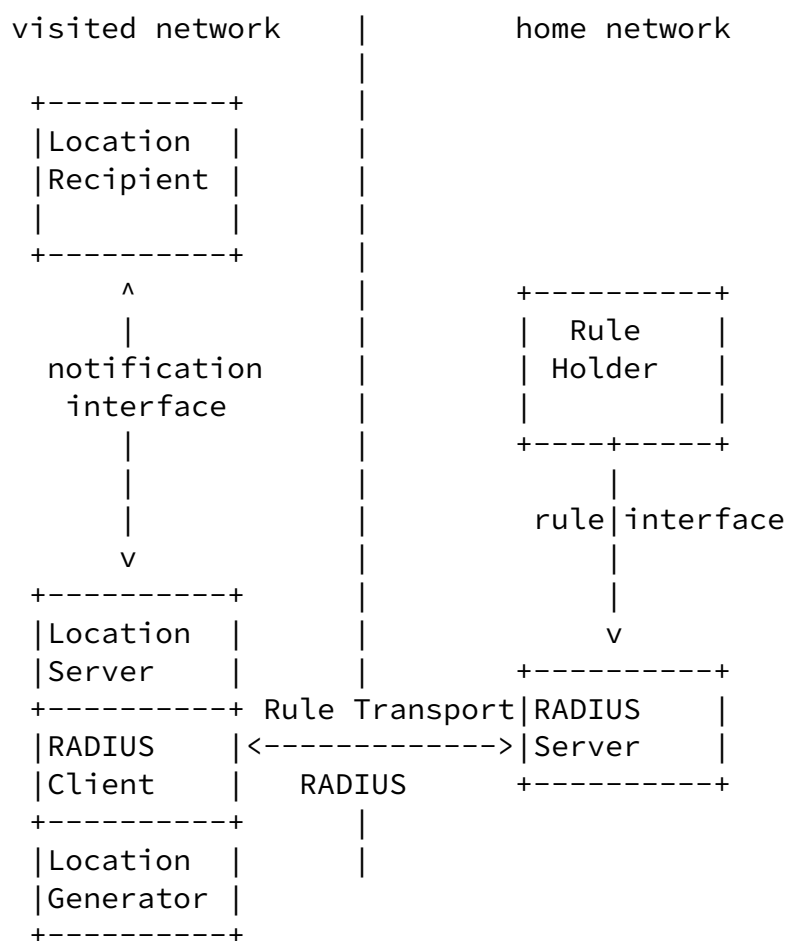 visited network | home network
|
+----------+ |
|Location | |
|Recipient | |
| | |
+----------+ |
^ | +----------+
| | | Rule |
notification | | Holder |
interface | | |
| | +----+-----+
| | |
| | rule|interface
v | |
+----------+ | |
|Location | | v
|Server | | +----------+
+----------+ Rule Transport|RADIUS |
|RADIUS |<------------->|Server |
|Client | RADIUS +----------+
+----------+ |
|Location | |
|Generator |
+----------+